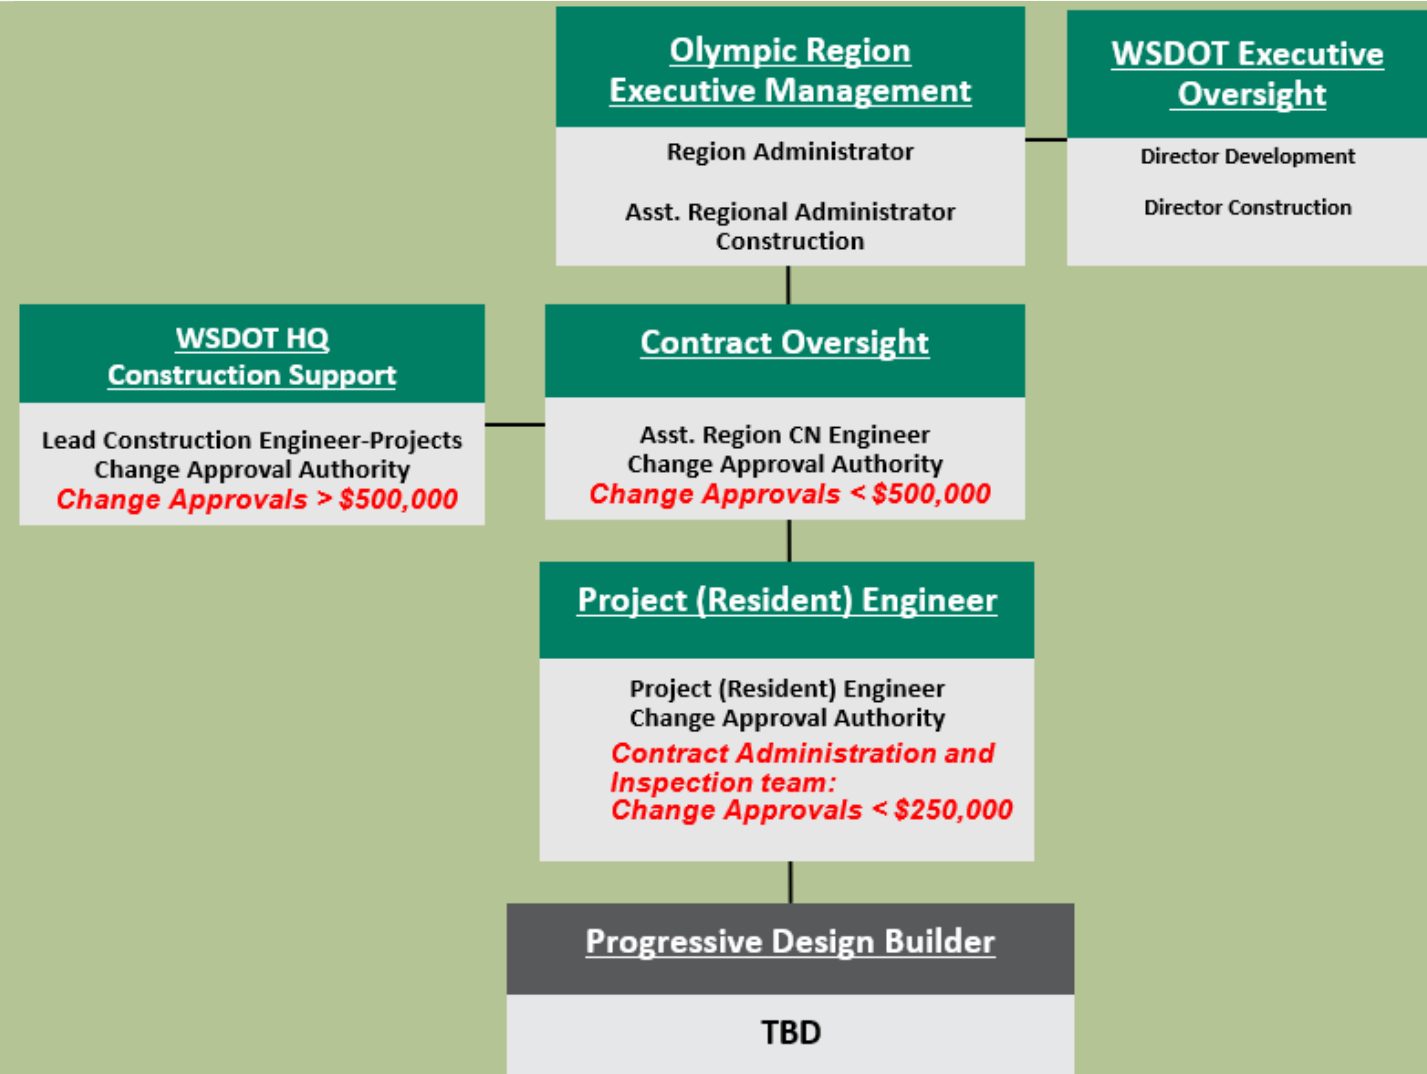 Olympic Region
Executive Management
Region Administrator
Asst. Regional Administrator
Construction
WSDOT Executive
Oversight
Director Development
Director Construction
WSDOT HQ
Construction Support
Lead Construction Engineer-Projects
Change Approval Authority
Change Approvals > $500,000
Contract Oversight
Asst. Region CN Engineer
Change Approval Authority
Change Approvals < $500,000
Project (Resident) Engineer
Project (Resident) Engineer
Change Approval Authority
Contract Administration and
Inspection team:
Change Approvals < $250,000
Progressive Design Builder
TBD